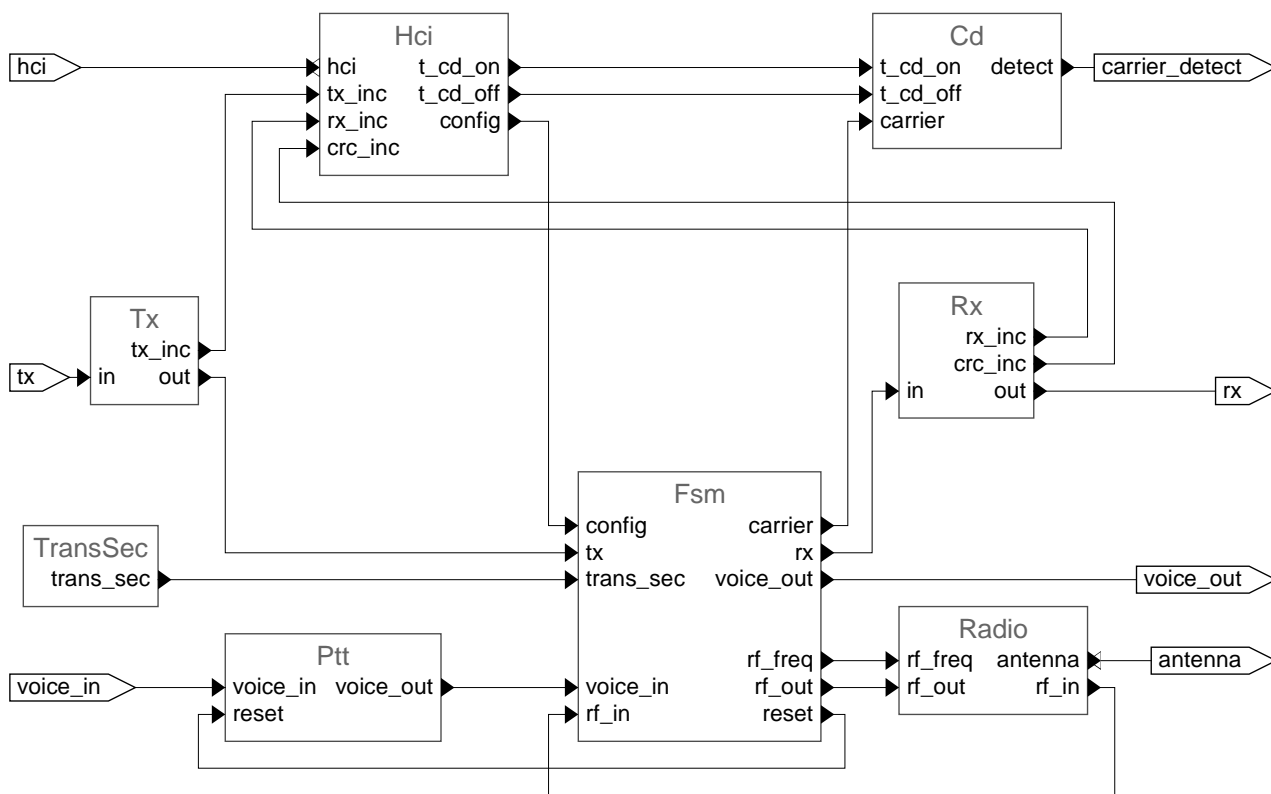 Hci
Cd
hci
hci
t_cd_on
t_cd_on
detect
carrier_detect
tx_inc
t_cd_off
t_cd_off
rx_inc
config
carrier
crc_inc
Tx
Rx
tx_inc
rx_inc
crc_inc
tx
in
out
in
out
rx
Fsm
TransSec
config
carrier
tx
rx
trans_sec
trans_sec
voice_out
voice_out
Ptt
Radio
rf_freq
rf_freq
antenna
antenna
voice_in
voice_in
voice_out
voice_in
rf_out
rf_out
rf_in
reset
rf_in
reset